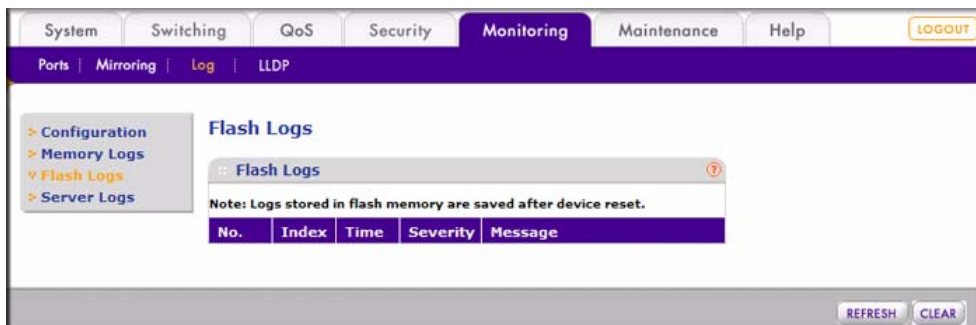 System Switching QoS Security Monitoring Maintenance Help LOGOUT
Ports Mirroring Log LLDP
Configuration
Memory Logs
Flash Logs
Server Logs
Flash Logs
Flash Logs
Note: Logs stored in flash memory are saved after device reset.
No. Index Time Severity Message
REFRESH CLEAR